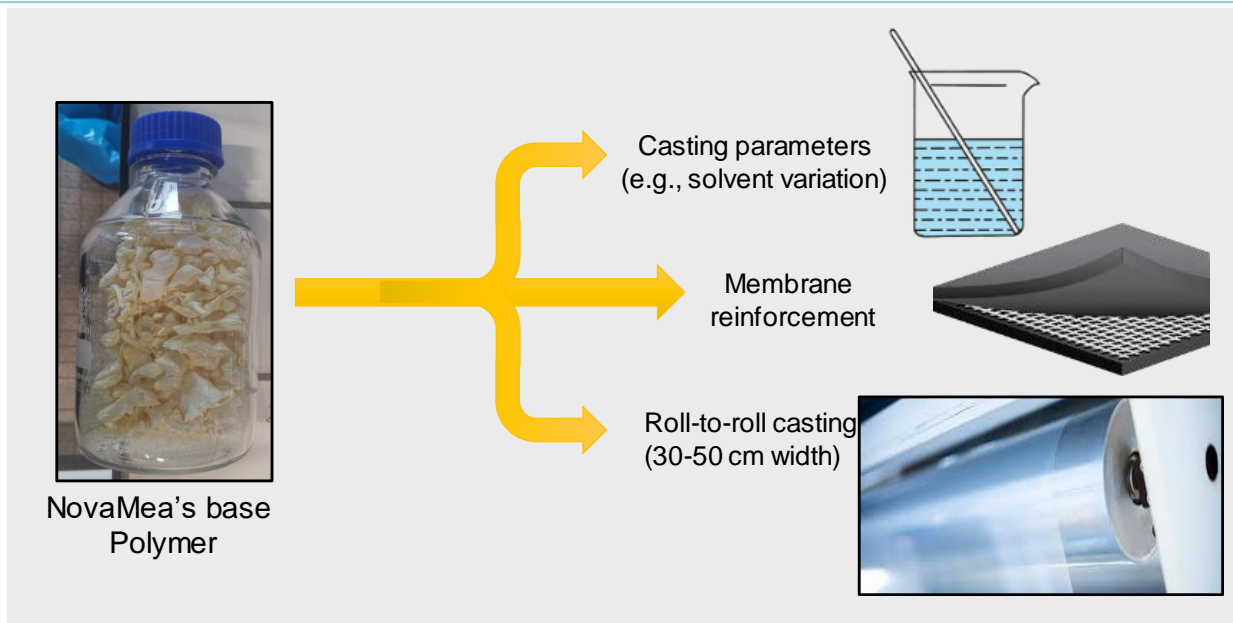 Casting parameters
(e.g., solvent variation)
Membrane
reinforcement
Roll-to-roll casting
(30-50 cm width)
NovaMea's base
Polymer